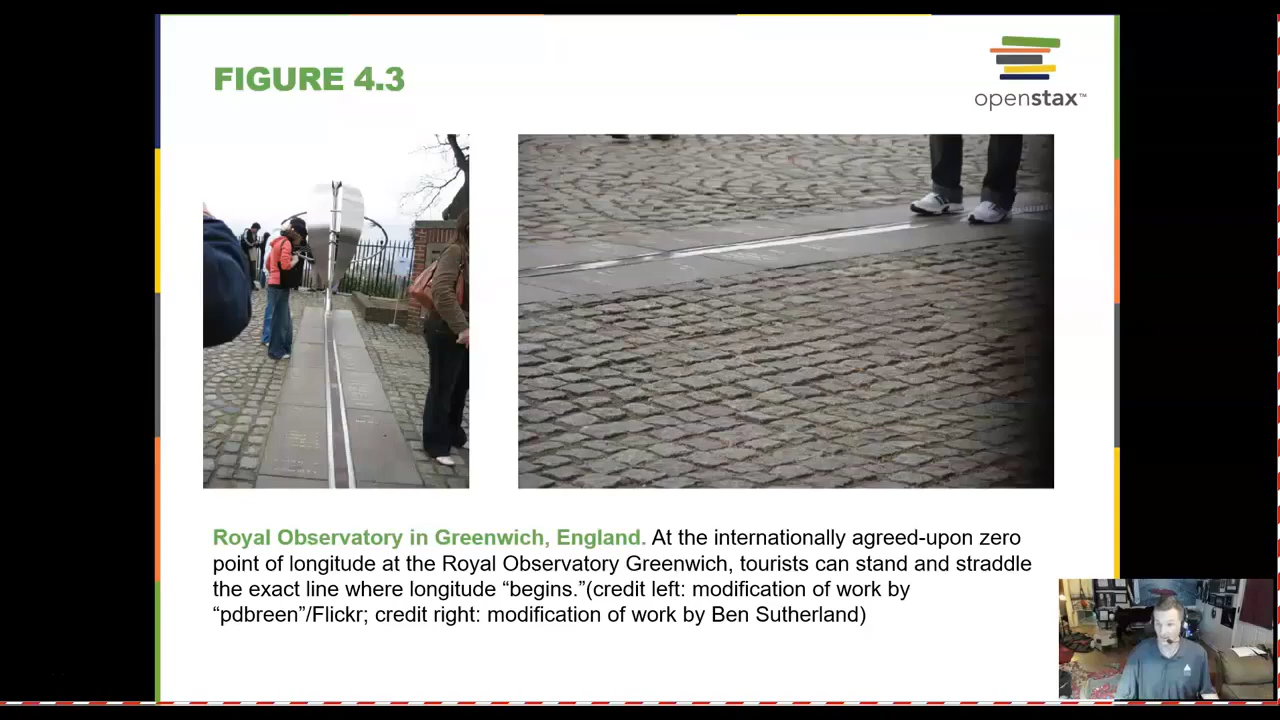 FIGURE 4.3
openstax™
Royal Observatory in Greenwich, England. At the internationally agreed-upon zero
point of longitude at the Royal Observatory Greenwich, tourists can stand and straddle
the exact line where longitude “begins.”(credit left: modification of work by
“pdbreen”/Flickr; credit right: modification of work by Ben Sutherland)